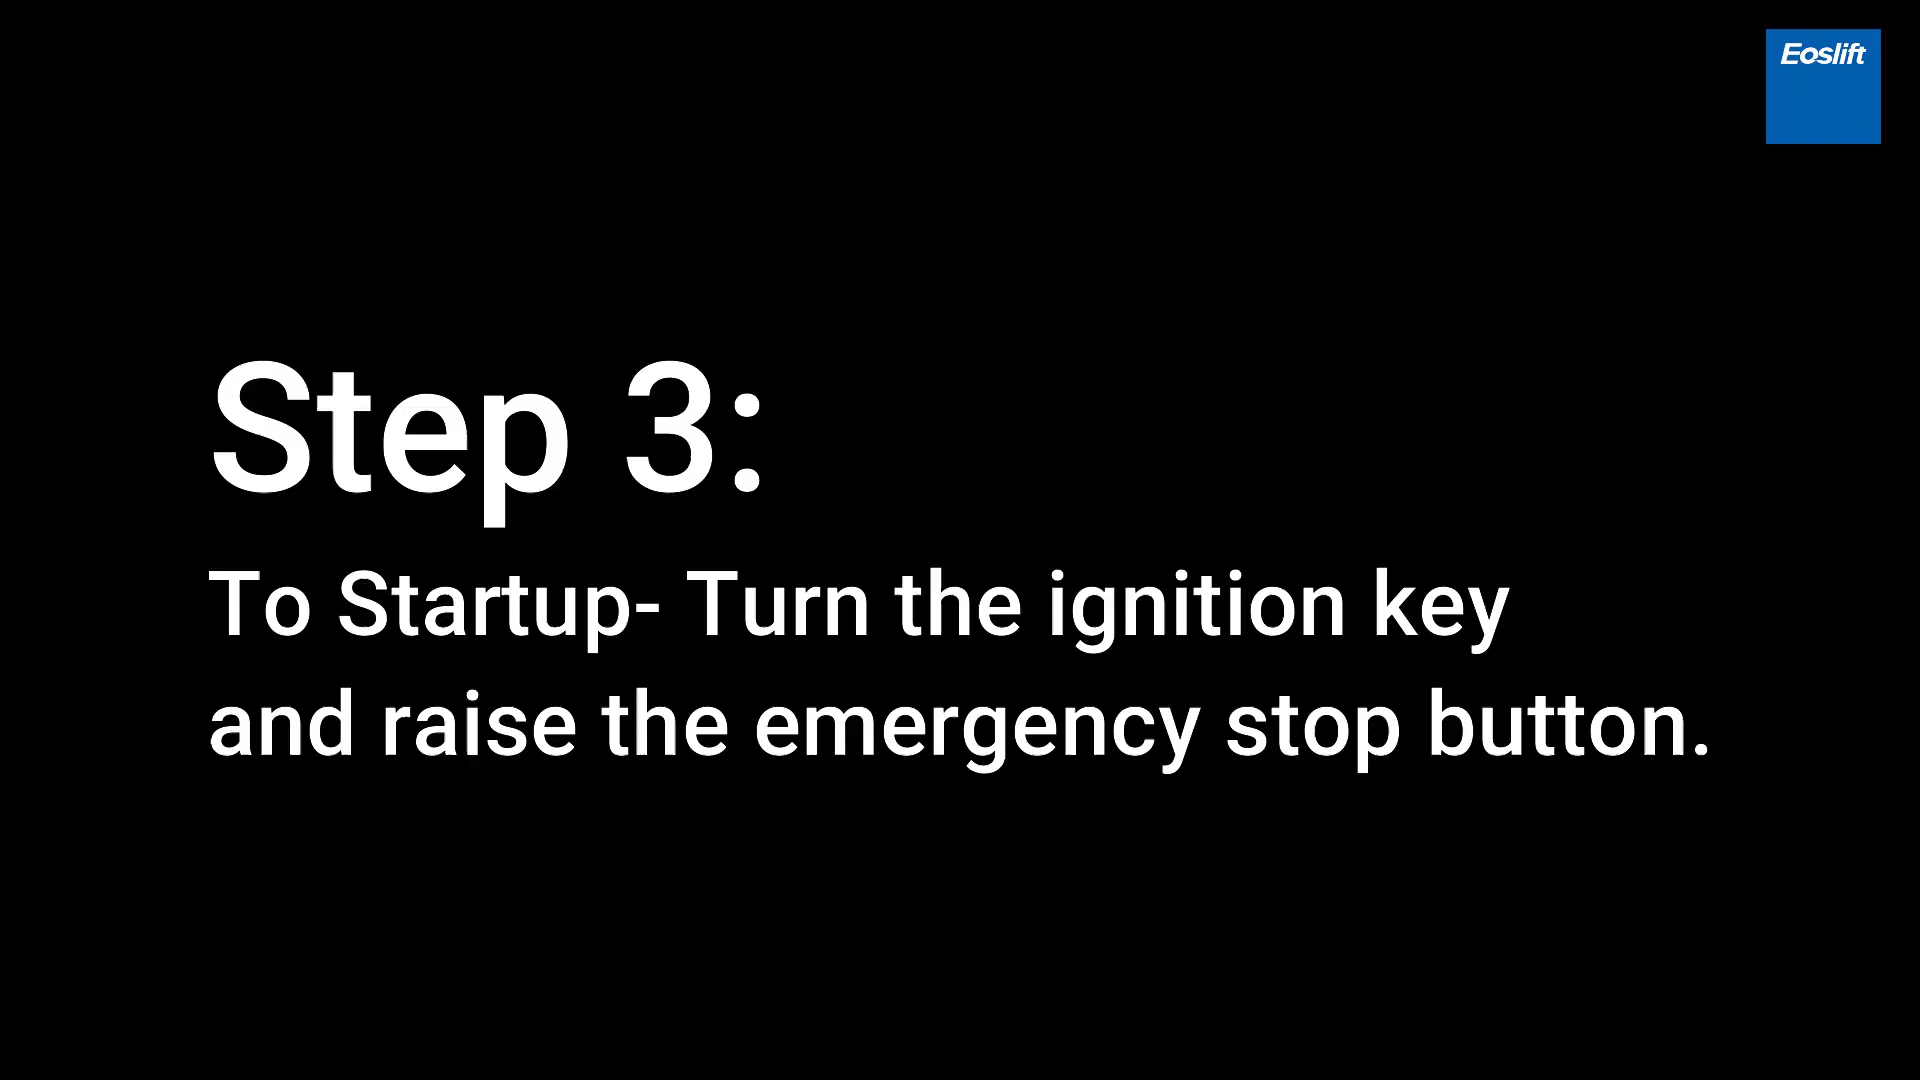 Eoslift
Step 3:
To Startup- Turn the ignition key
and raise the emergency stop button.